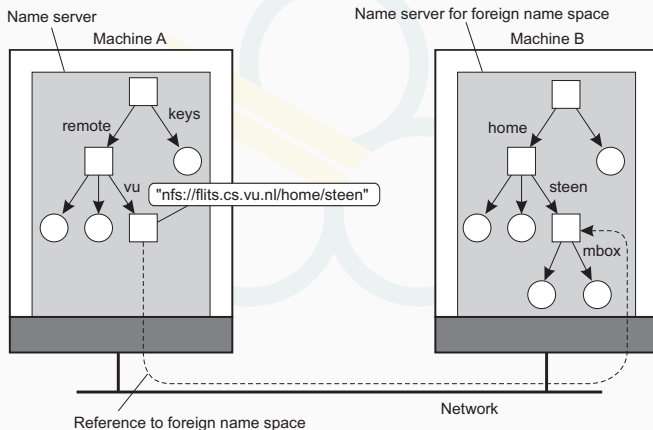 Name server
Name server for foreign name space
Machine A
Machine B
keys
remote
home
vu
"nfs://flits.cs.vu.nl/home/steen"
steen
mbox
Network
Reference to foreign name space